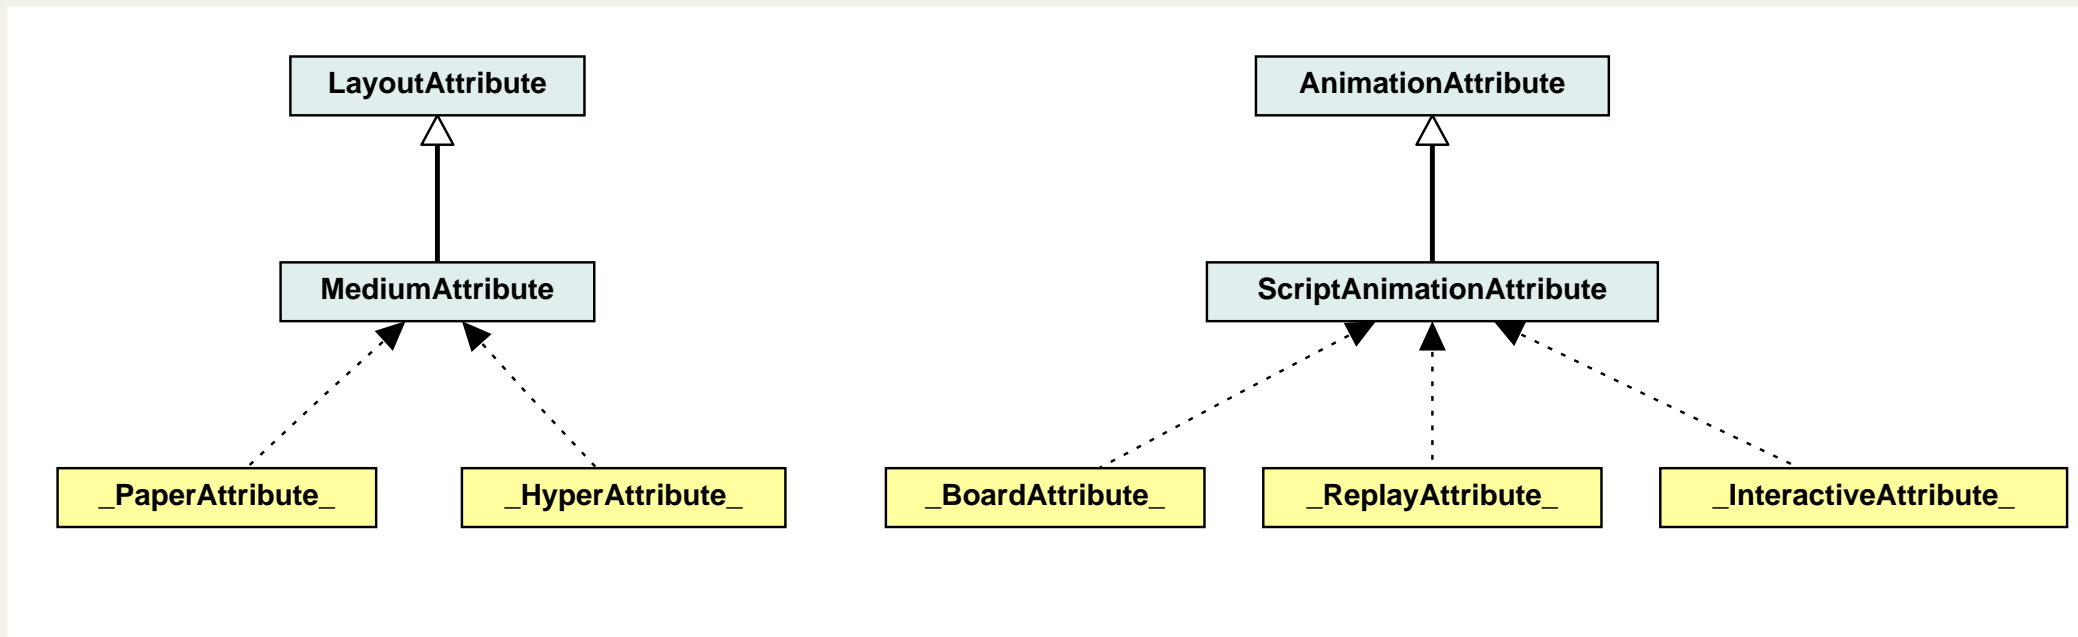 LayoutAttribute
AnimationAttribute
MediumAttribute
ScriptAnimationAttribute
_PaperAttribute_
_HyperAttribute_
_BoardAttribute_
_ReplayAttribute_
_InteractiveAttribute_